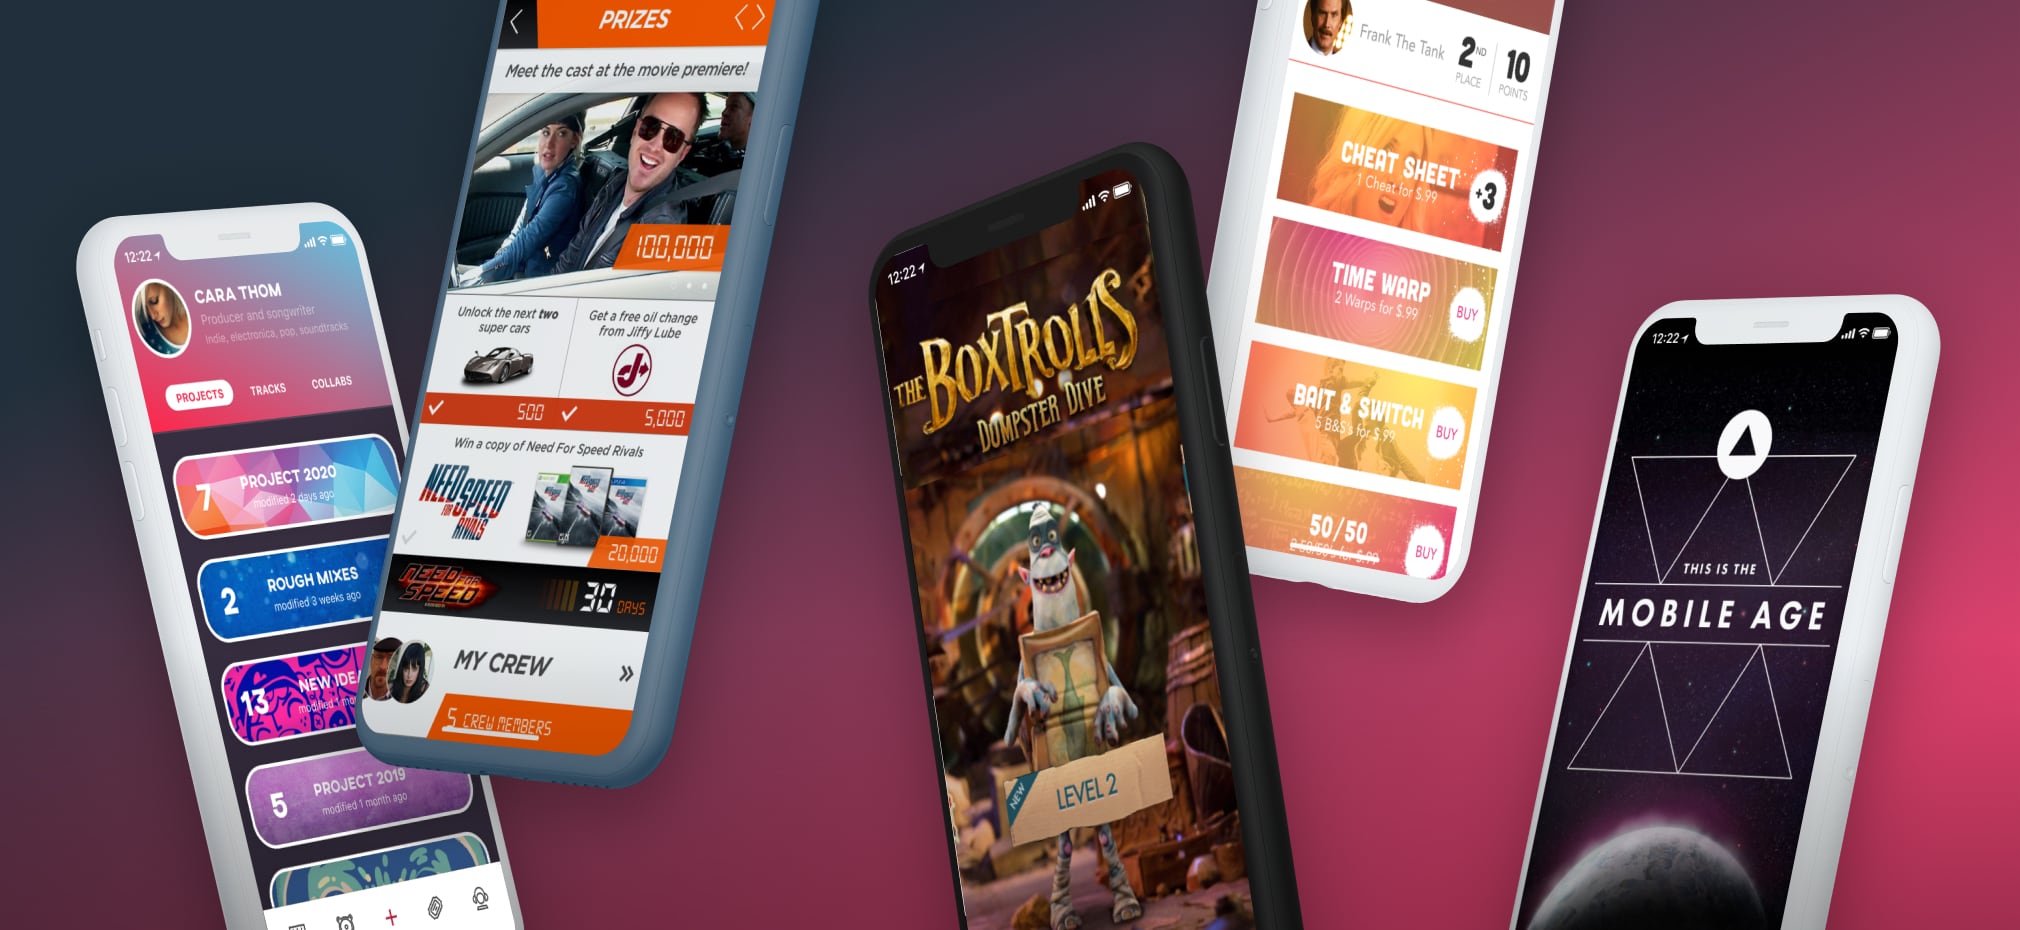 12:22
CARA THOM
Producer and songwriter
Indie, electronica, pop, soundtracks
PROJECTS
TRACKS
COLLABS
7
PROJECT 2020
modified 2 days ago
2
ROUGH MIXES
modified 3 weeks ago
13
NEW IDEA
modified 1 mo
5
PROJECT 2019
modified 1 month ago
PRIZES
Meet the cast at the movie premiere!
100,000
Unlock the next two
super cars
Get a free oil change
from Jiffy Lube
500
5,000
Win a copy of Need For Speed Rivals
NEED
FOR SPEED
RIVALS
20,000
NEED FOR
SPEED
30 DAYS
MY CREW
5 CREW MEMBERS
12:22
THE BOXTROLLS
DUMPSTER DIVE
NEW
LEVEL 2
Frank The Tank
2ND
PLACE
10
POINTS
CHEAT SHEET
1 Cheat for $.99
+3
TIME WARP
2 Warps for $.99
BUY
BAIT & SWITCH
5 B&S's for $.99
BUY
50/50
2 50/50's for $.99
BUY
12:22
THIS IS THE
MOBILE AGE